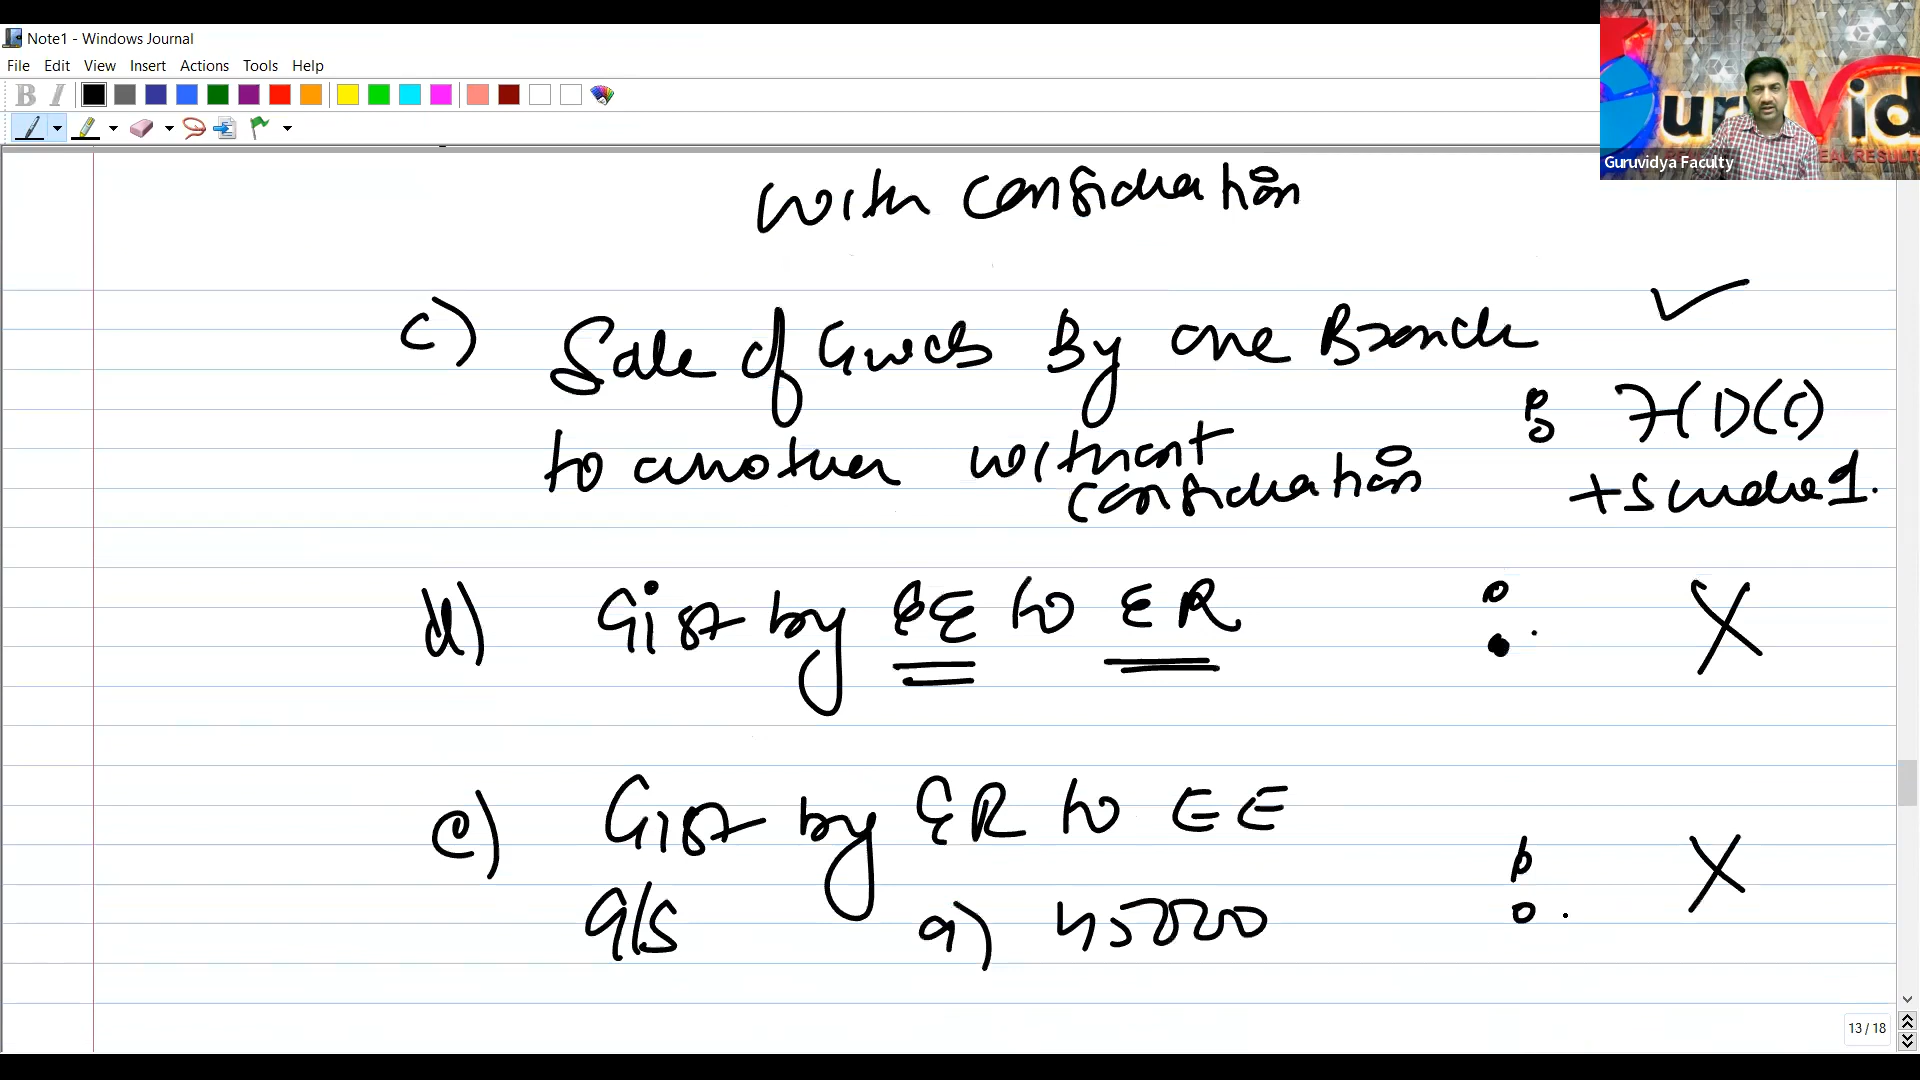 Note1 - Windows Journal
File Edit View Insert Actions Tools Help
B I
Guruvidya Faculty
with consideration
c) Sale of Goods By one Branch
to another without
consideration
+ Schedule 1.
d) Gift by EE to ER
X
e) Gift by ER to EE
X
G/S a) 45000
13 / 18